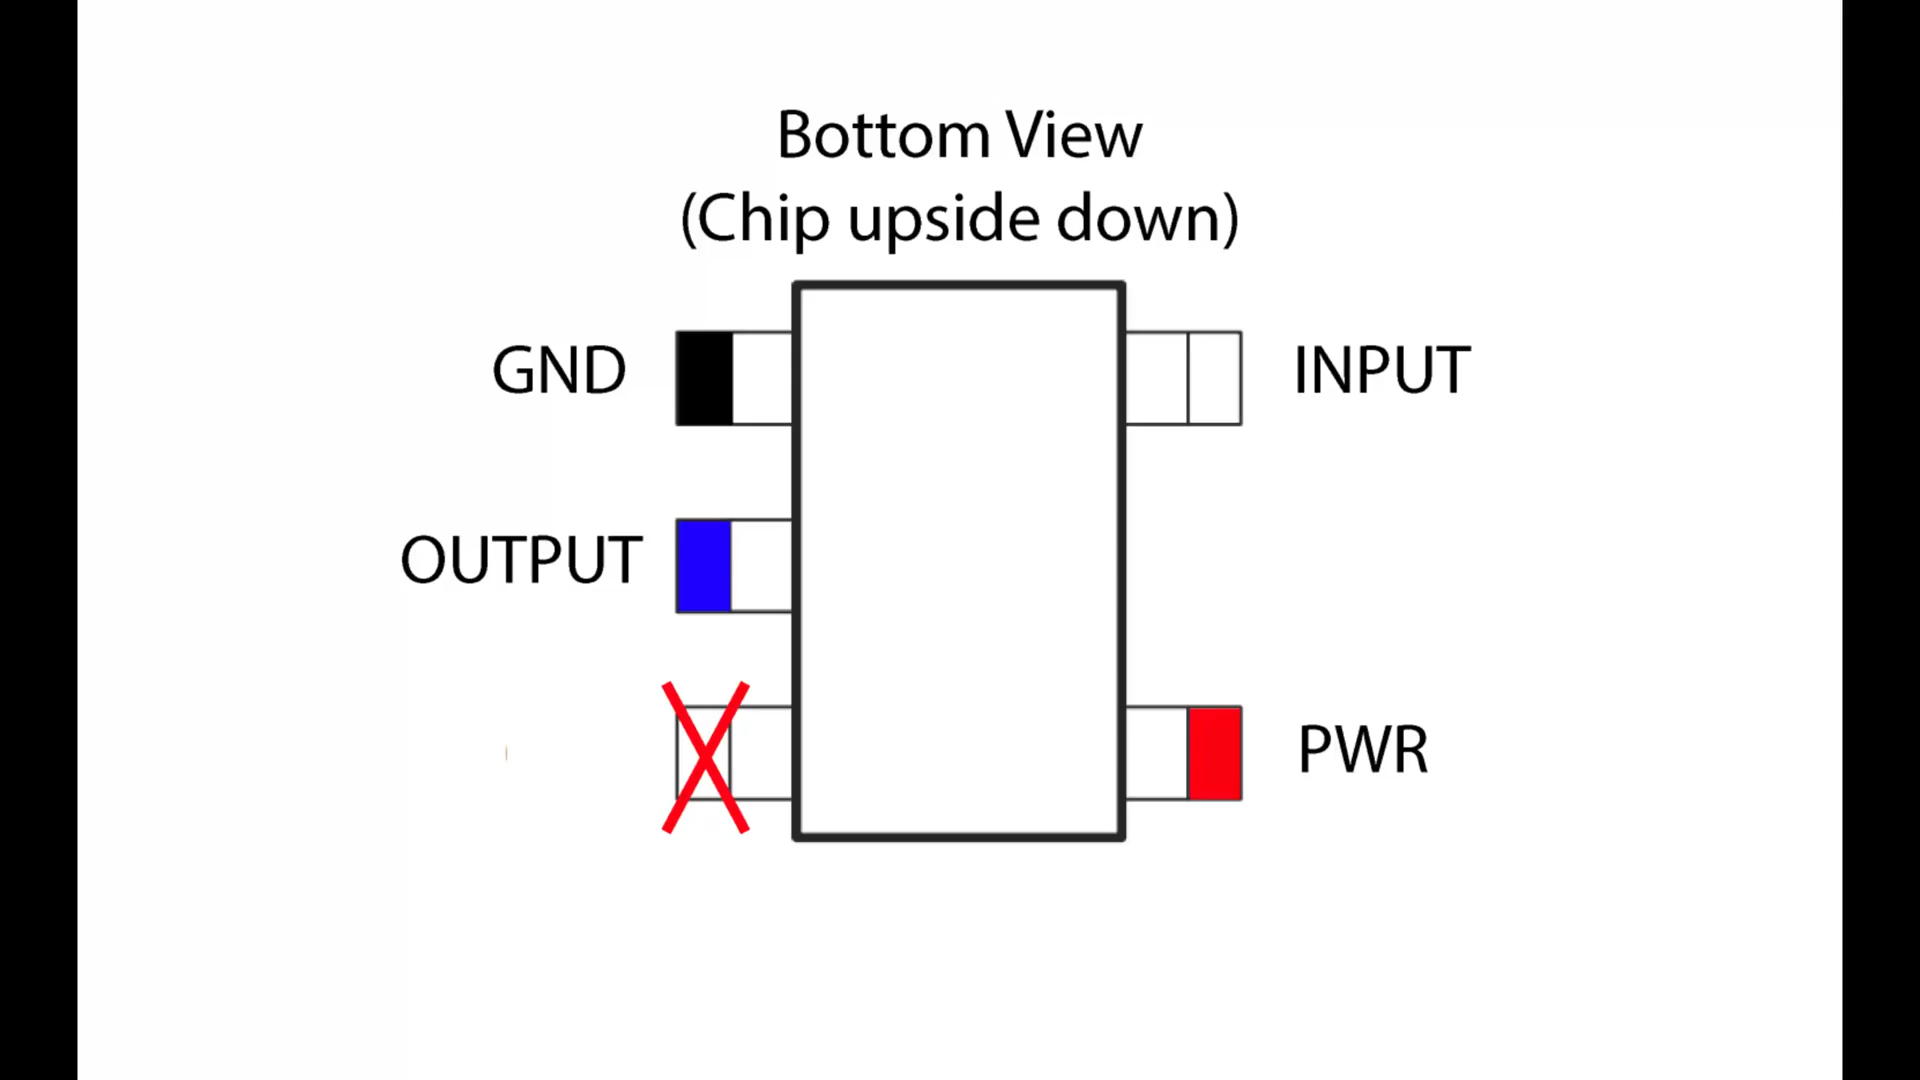 Bottom View
(Chip upside down)
GND
INPUT
OUTPUT
PWR